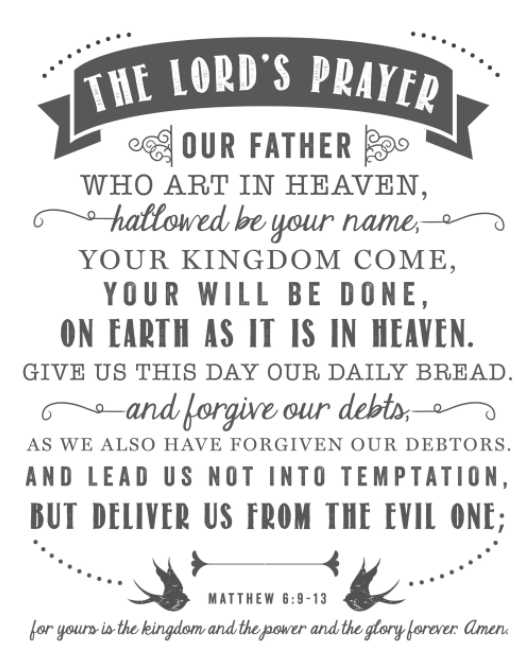 THE LORD'S PRAYER
OUR FATHER
WHO ART IN HEAVEN,
hallowed be your name,
YOUR KINGDOM COME,
YOUR WILL BE DONE,
ON EARTH AS IT IS IN HEAVEN.
GIVE US THIS DAY OUR DAILY BREAD.
and forgive our debts,
AS WE ALSO HAVE FORGIVEN OUR DEBTORS.
AND LEAD US NOT INTO TEMPTATION,
BUT DELIVER US FROM THE EVIL ONE;
MATTHEW 6:9-13
for yours is the kingdom and the power and the glory forever. Amen.